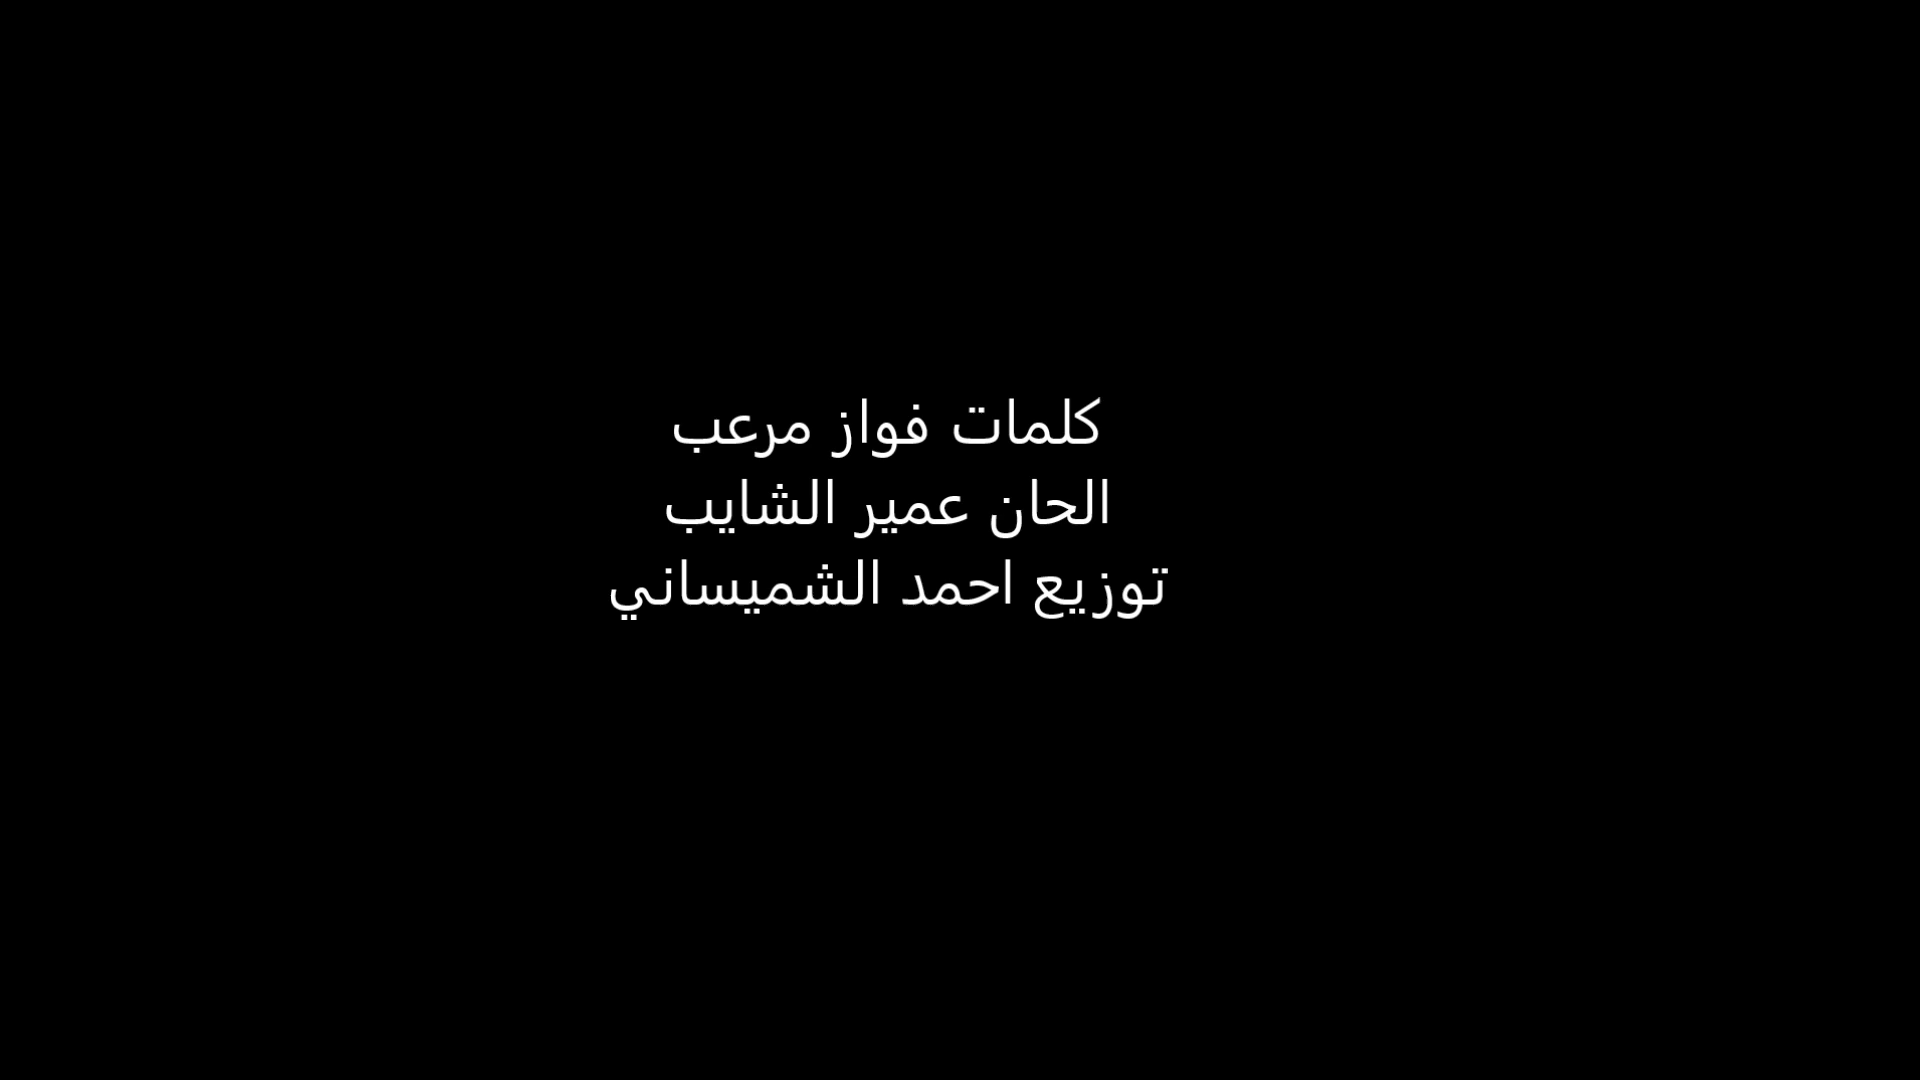 كلمات فواز مرعب
الحان عمير الشايب
توزيع احمد الشميساني